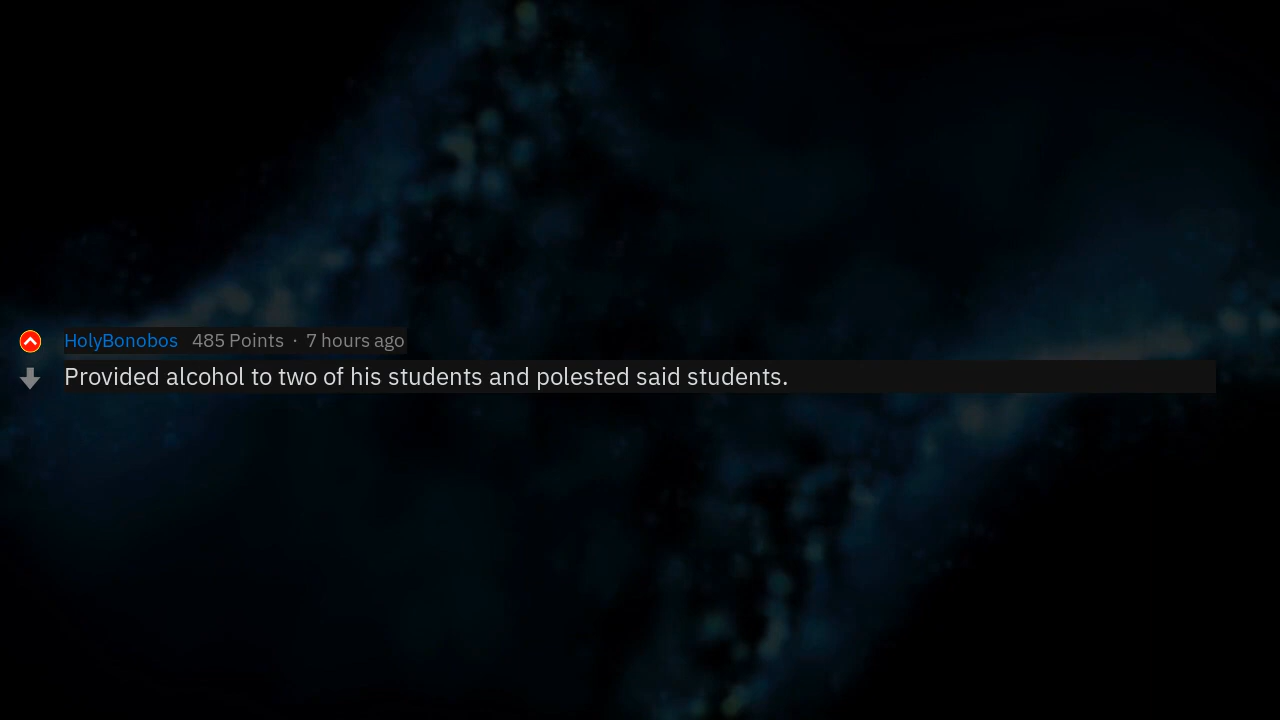 HolyBonobos 485 Points · 7 hours ago
Provided alcohol to two of his students and polested said students.